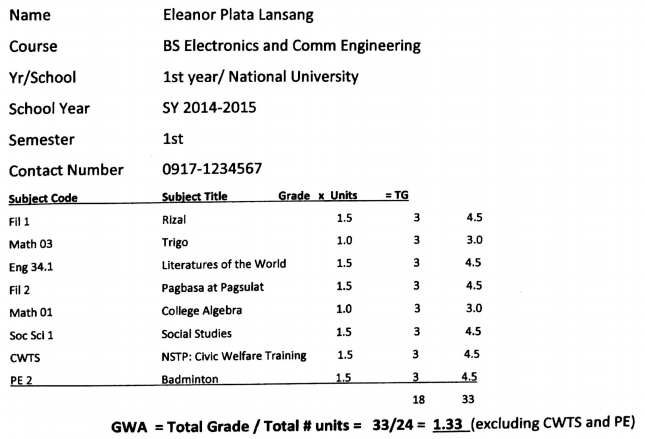 Name Eleanor Plata Lansang
Course BS Electronics and Comm Engineering
Yr/School 1st year/ National University
School Year SY 2014-2015
Semester 1st
Contact Number 0917-1234567
Subject Code Subject Title Grade x Units = TG
Fil 1 Rizal 1.5 3 4.5
Math 03 Trigo 1.0 3 3.0
Eng 34.1 Literatures of the World 1.5 3 4.5
Fil 2 Pagbasa at Pagsulat 1.5 3 4.5
Math 01 College Algebra 1.0 3 3.0
Soc Sci 1 Social Studies 1.5 3 4.5
CWTS NSTP: Civic Welfare Training 1.5 3 4.5
PE 2 Badminton 1.5 3 4.5
18 33
GWA = Total Grade / Total # units = 33/24 = 1.33 (excluding CWTS and PE)